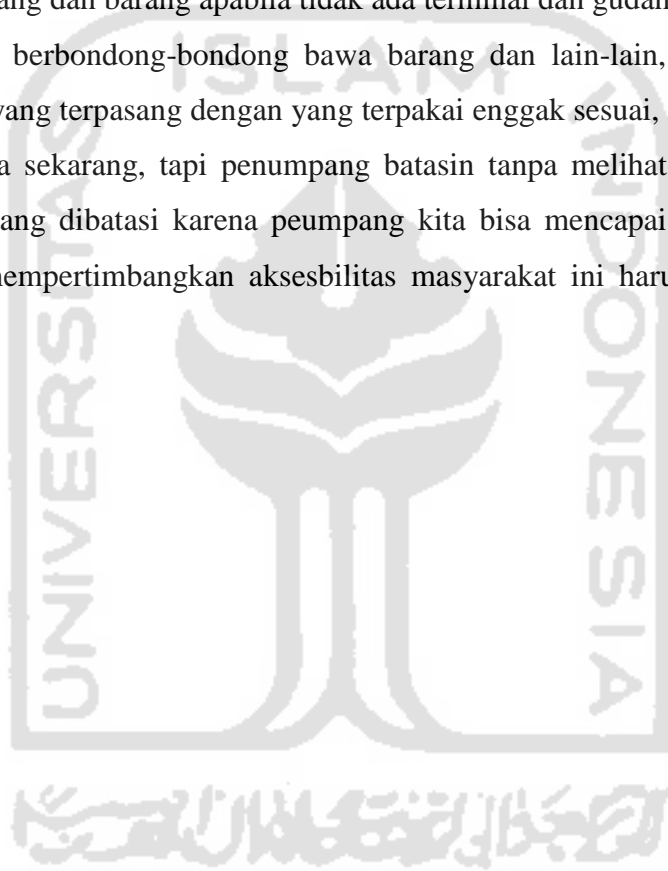 ang dan barang apabila tidak ada terminal dan gudan
berbondong-bondong bawa barang dan lain-lain,
yang terpasang dengan yang terpakai enggak sesuai,
a sekarang, tapi penumpang batasin tanpa melihat
ang dibatasi karena peumpang kita bisa mencapai
mempertimbangkan aksesbilitas masyarakat ini haru
ISLAM
UNIVERSITAS
INDONESIA